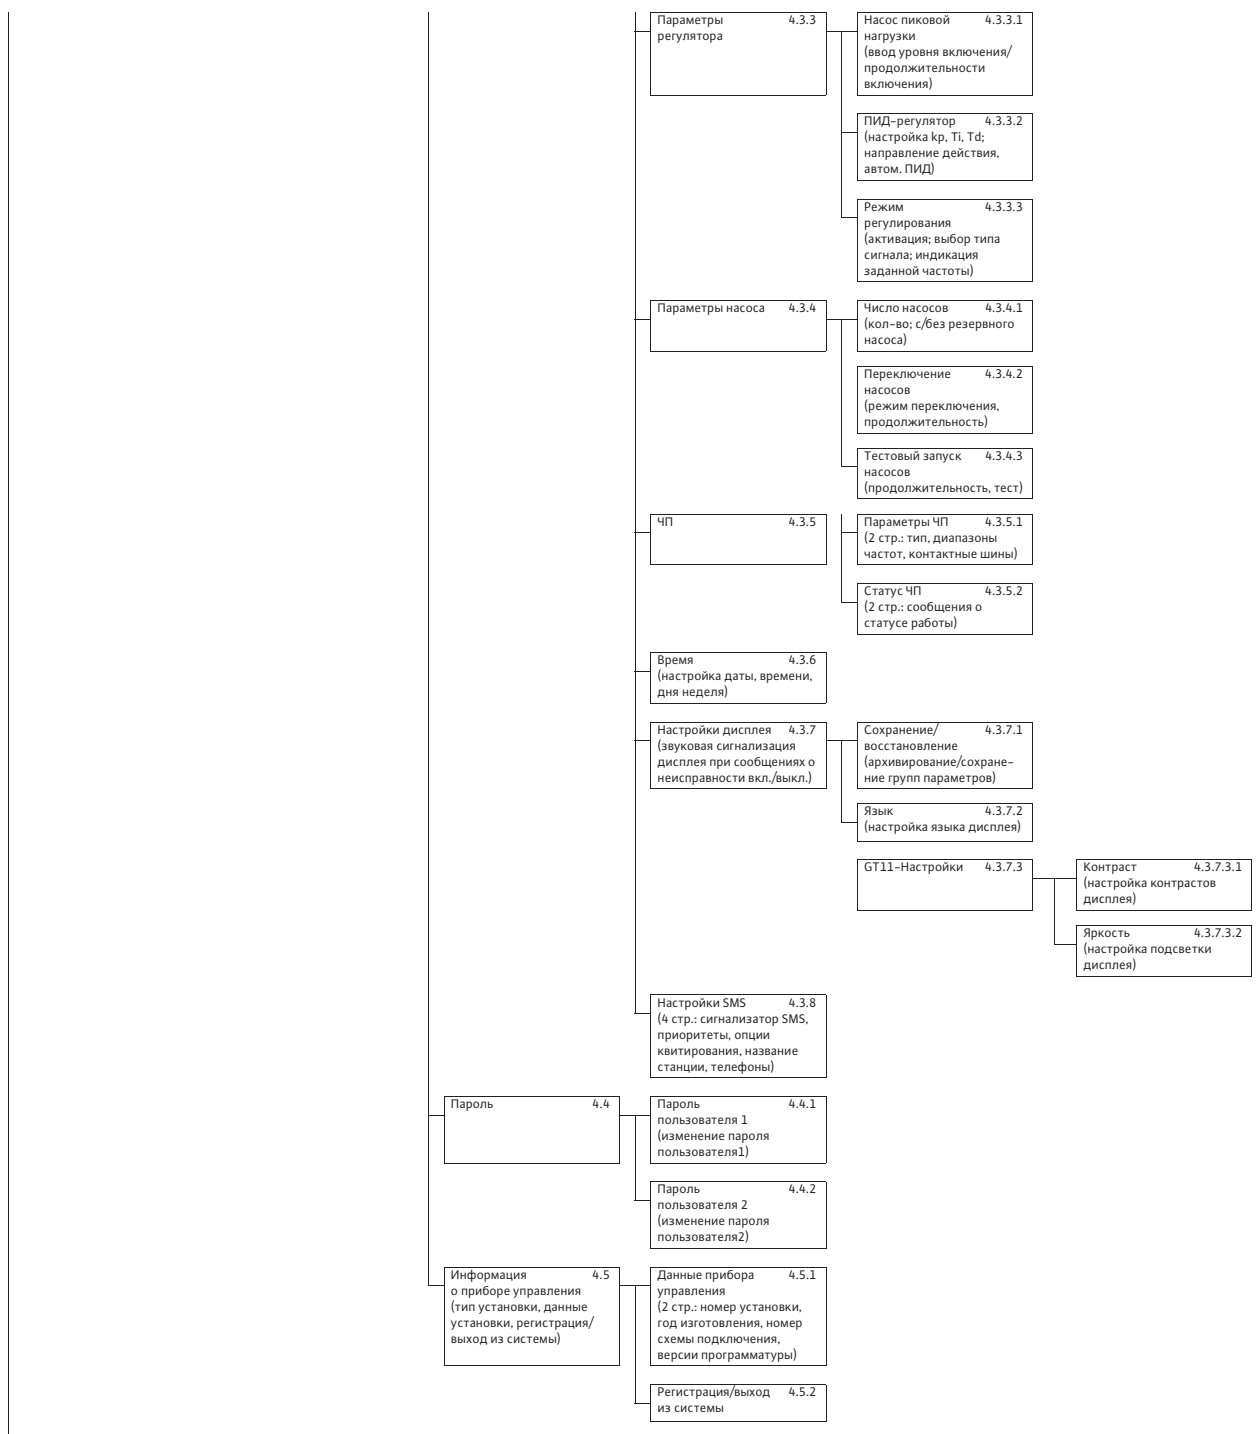 Параметры 4.3.3
регулятора
Насос пиковой 4.3.3.1
нагрузки
(ввод уровня включения/
продолжительности
включения)
ПИД-регулятор 4.3.3.2
(настройка kp, Ti, Td;
направление действия,
автом. ПИД)
Режим 4.3.3.3
регулирования
(активация; выбор типа
сигнала; индикация
заданной частоты)
Параметры насоса 4.3.4
Число насосов 4.3.4.1
(кол-во; с/без резервного
насоса)
Переключение 4.3.4.2
насосов
(режим переключения,
продолжительность)
Тестовый запуск 4.3.4.3
насосов
(продолжительность, тест)
ЧП 4.3.5
Параметры ЧП 4.3.5.1
(2 стр.: тип, диапазоны
частот, контактные шины)
Статус ЧП 4.3.5.2
(2 стр.: сообщения о
статусе работы)
Время 4.3.6
(настройка даты, времени,
дня неделя)
Настройки дисплея 4.3.7
(звуковая сигнализация
дисплея при сообщениях о
неисправности вкл./выкл.)
Сохранение/ 4.3.7.1
восстановление
(архивирование/сохране-
ние групп параметров)
Язык 4.3.7.2
(настройка языка дисплея)
GT11-Настройки 4.3.7.3
Контраст 4.3.7.3.1
(настройка контрастов
дисплея)
Яркость 4.3.7.3.2
(настройка подсветки
дисплея)
Настройки SMS 4.3.8
(4 стр.: сигнализатор SMS,
приоритеты, опции
квитирования, название
станции, телефоны)
Пароль 4.4
Пароль 4.4.1
пользователя 1
(изменение пароля
пользователя1)
Пароль 4.4.2
пользователя 2
(изменение пароля
пользователя2)
Информация 4.5
о приборе управления
(тип установки, данные
установки, регистрация/
выход из системы)
Данные прибора 4.5.1
управления
(2 стр.: номер установки,
год изготовления, номер
схемы подключения,
версии программатуры)
Регистрация/выход 4.5.2
из системы